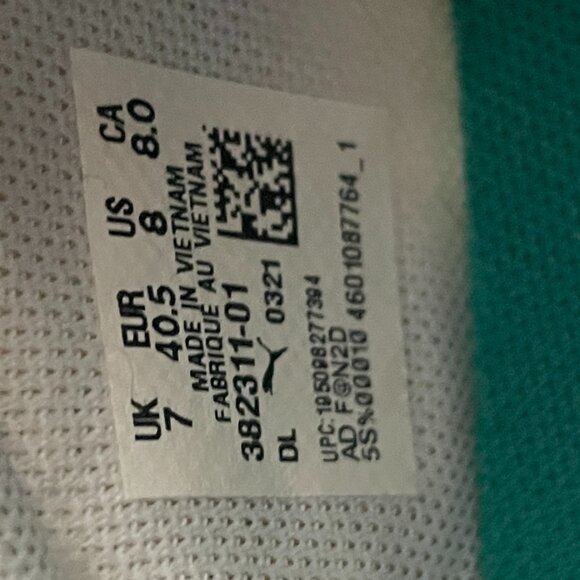 UK EUR US CA
7 40.5 8 8.0
MADE IN VIETNAM
FABRIQUE AU VIETNAM
382311-01
DL 0321
UPC:195098277394
AD F@N2D
5S%00010 4601087764_1